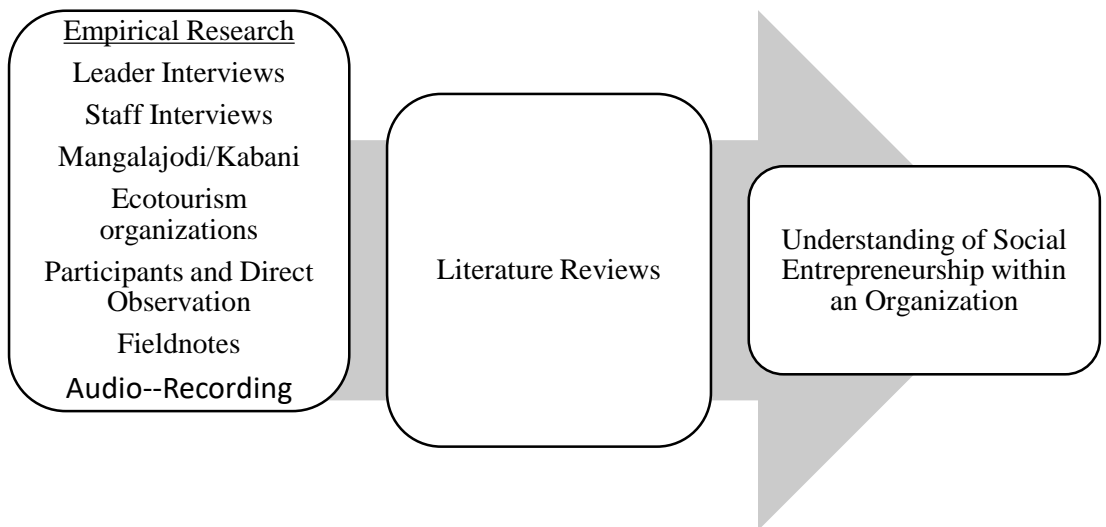 Empirical Research
Leader Interviews
Staff Interviews
Mangalajodi/Kabani
Ecotourism
organizations
Participants and Direct
Observation
Fieldnotes
Audio--Recording
Literature Reviews
Understanding of Social
Entrepreneurship within
an Organization